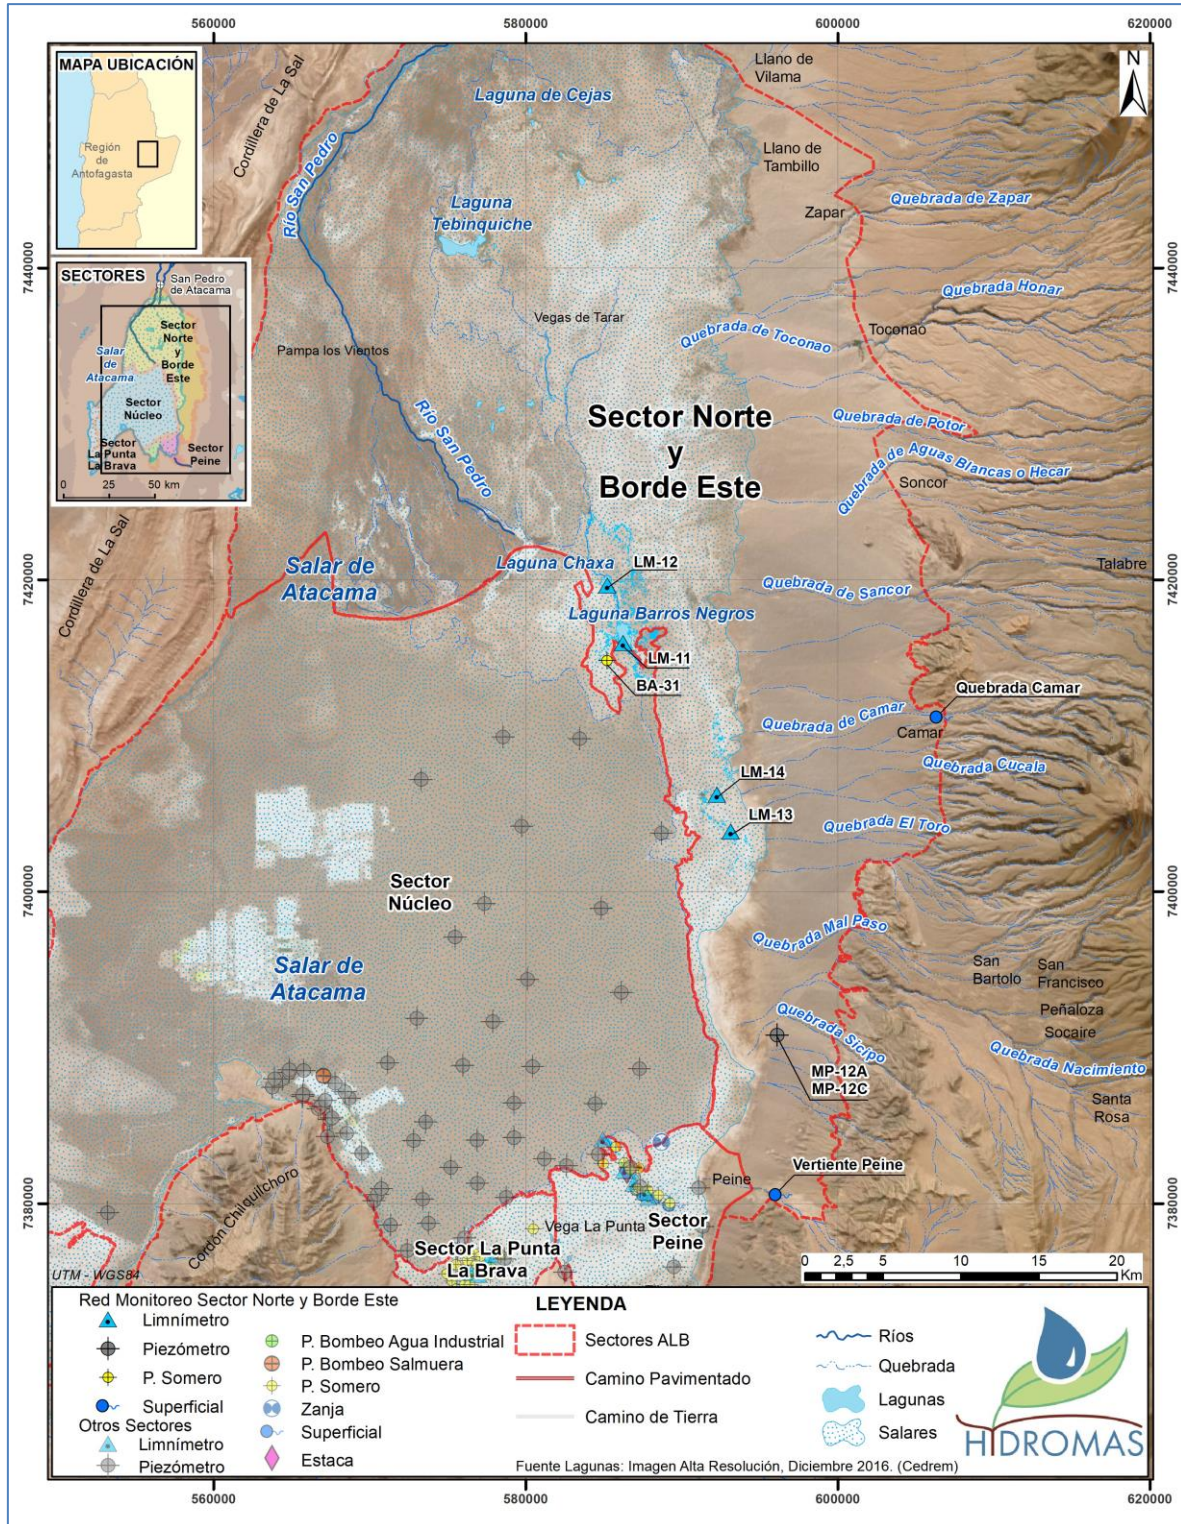 560000
580000
600000
620000
MAPA UBICACIÓN
Región
de
Antofagasta
SECTORES
San Pedro
de Atacama
Sector
Norte
y
Borde
Este
Salar
de
Atacama
Sector
Núcleo
Sector
La Punta
La Brava
Sector
Peine
0 25 50 km
N
Cordillera de La Sal
Río San Pedro
Laguna de Cejas
Llano de
Vilama
Llano de
Tambillo
Laguna
Tebinquiche
Zapar
Quebrada de Zapar
7440000
7440000
Quebrada Honar
Vegas de Tarar
Quebrada de Toconao
Toconao
Pampa los Vientos
Río San Pedro
Sector Norte
y
Borde Este
Quebrada de Potor
Quebrada de Aguas Blancas o Hecar
Soncor
Cordillera de La Sal
Salar de
Atacama
Laguna Chaxa
LM-12
Talabre
7420000
7420000
Quebrada de Sancor
Laguna Barros Negros
LM-11
BA-31
Quebrada Camar
Quebrada de Camar
Camar
Quebrada Cucala
LM-14
LM-13
Quebrada El Toro
Sector
Núcleo
7400000
7400000
Quebrada Mal Paso
Salar de
Atacama
San
Bartolo
San
Francisco
Peñaloza
Socaire
Quebrada Sicipo
Quebrada Nacimiento
MP-12A
MP-12C
Santa
Rosa
Cordón Chilquilchoro
Peine
Vertiente Peine
7380000
7380000
Vega La Punta
Sector
Peine
Sector La Punta
La Brava
UTM - WGS84
0 2,5 5 10 15 20
Km
Red Monitoreo Sector Norte y Borde Este
Limnímetro
Piezómetro
P. Somero
Superficial
Otros Sectores
Limnímetro
Piezómetro
P. Bombeo Agua Industrial
P. Bombeo Salmuera
P. Somero
Zanja
Superficial
Estaca
LEYENDA
Sectores ALB
Camino Pavimentado
Camino de Tierra
Ríos
Quebrada
Lagunas
Salares
HIDROMAS
Fuente Lagunas: Imagen Alta Resolución, Diciembre 2016. (Cedrem)
560000
580000
600000
620000